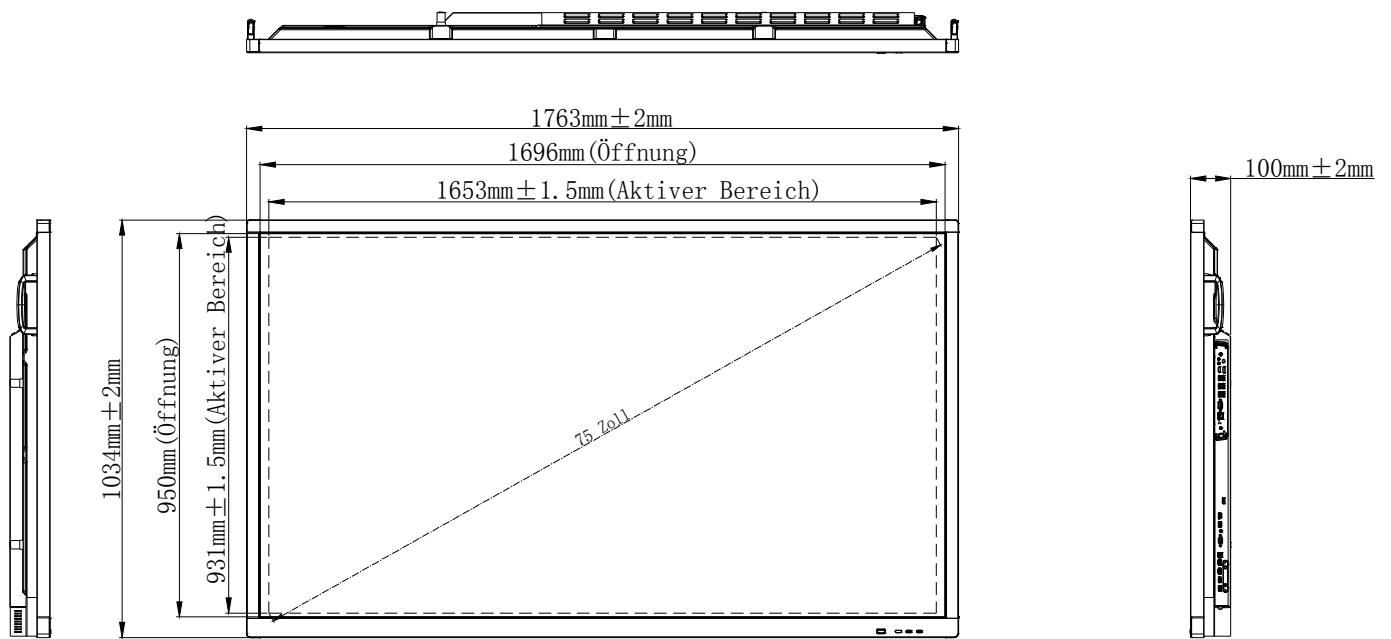 1763mm±2mm
1696mm(Öffnung)
1653mm±1.5mm(Aktiver Bereich)
100mm±2mm
1034mm±2mm
950mm(Öffnung)
931mm±1.5mm(Aktiver Bereich)
75 Zoll